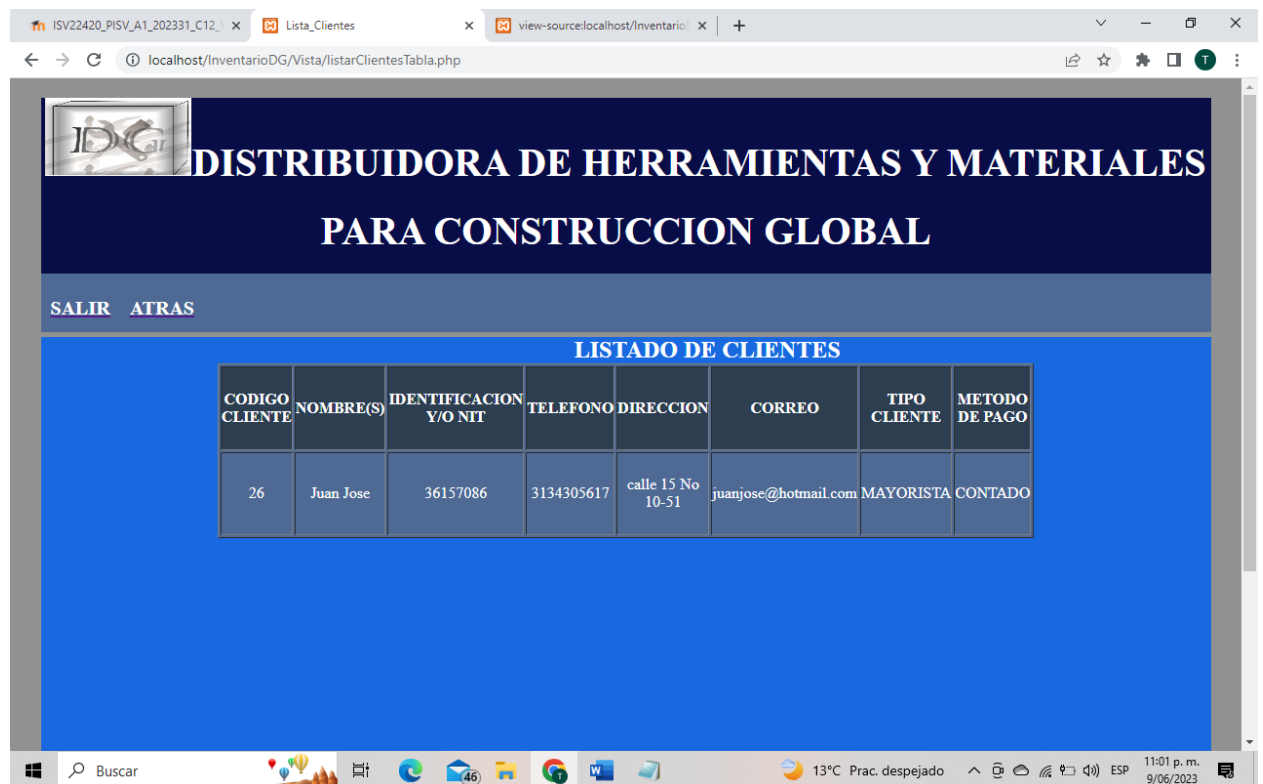 ISV22420_PISV_A1_202331_C12_
Lista_Clientes
view-source:localhost/Inventario
localhost/InventarioDG/Vista/listarClientesTabla.php
T
IDG
DISTRIBUIDORA DE HERRAMIENTAS Y MATERIALES
PARA CONSTRUCCION GLOBAL
SALIR ATRAS
LISTADO DE CLIENTES
CODIGO CLIENTE NOMBRE(S) IDENTIFICACION Y/O NIT TELEFONO DIRECCION CORREO TIPO CLIENTE METODO DE PAGO
26 Juan Jose 36157086 3134305617 calle 15 No 10-51 juanjose@hotmail.com MAYORISTA CONTADO
Buscar
46
13°C Prac. despejado
ESP
11:01 p. m.
9/06/2023